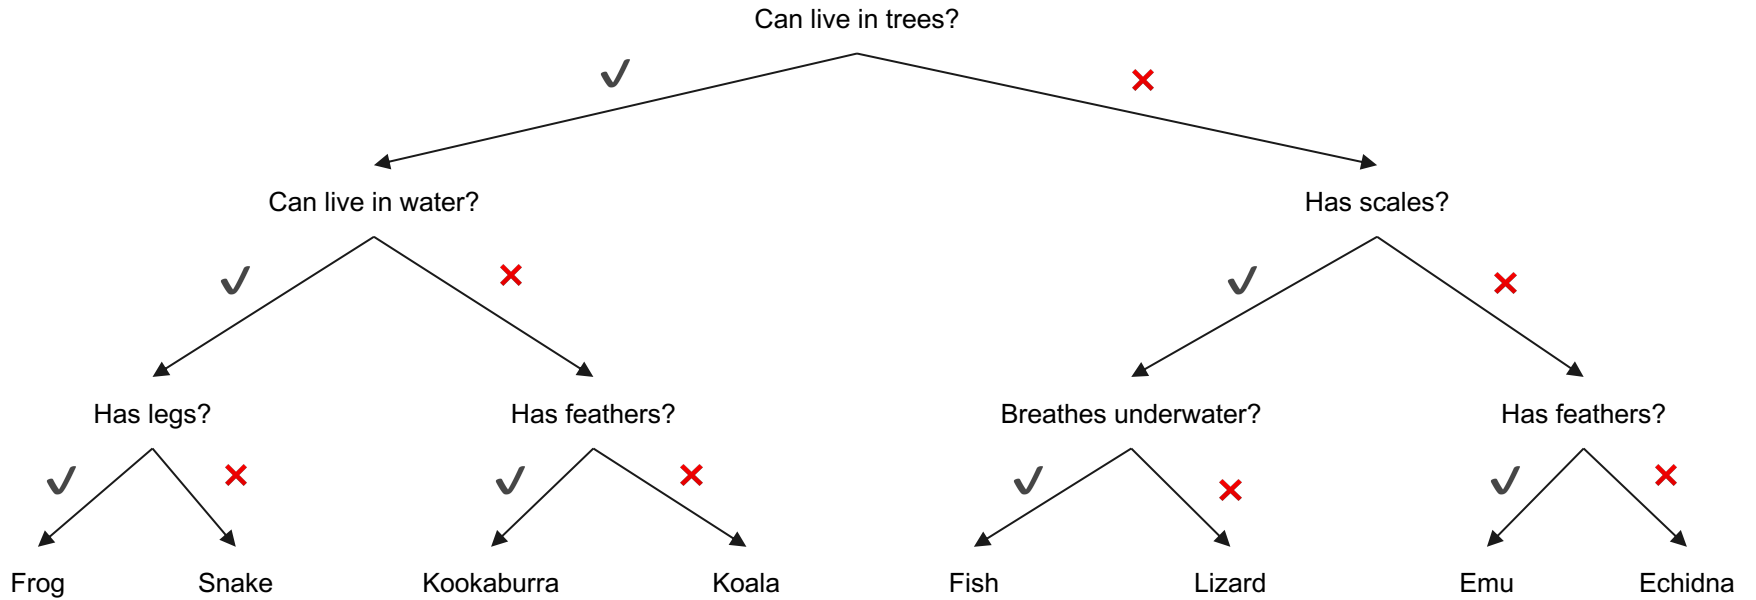 Can live in trees?
Can live in water?
Has scales?
Has legs?
Has feathers?
Breathes underwater?
Has feathers?
Frog
Snake
Kookaburra
Koala
Fish
Lizard
Emu
Echidna